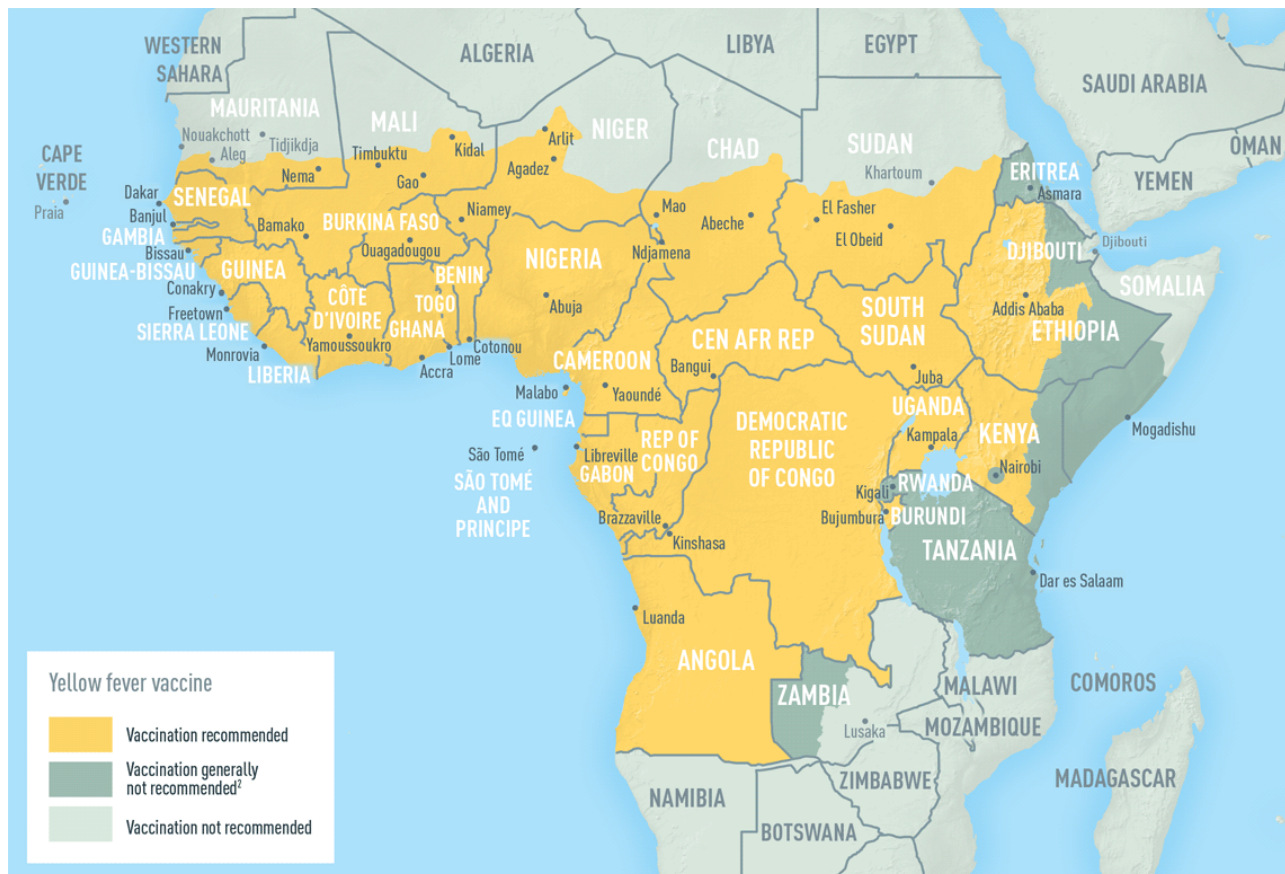 WESTERN
SAHARA
ALGERIA
LIBYA
EGYPT
SAUDI ARABIA
OMAN
YEMEN
MAURITANIA
Nouakchott
Aleg
Tidjikdja
Nema
MALI
Timbuktu
Kidal
Gao
Bamako
NIGER
Arlit
Agadez
Niamey
CHAD
Mao
Abeche
Ndjamena
SUDAN
Khartoum
El Fasher
El Obeid
ERITREA
Asmara
CAPE
VERDE
Praia
Dakar
SENEGAL
Banjul
GAMBIA
Bissau
GUINEA-BISSAU
GUINEA
Conakry
Freetown
SIERRA LEONE
Monrovia
LIBERIA
BURKINA FASO
Ouagadougou
CÔTE
D'IVOIRE
Yamoussoukro
GHANA
Accra
TOGO
Lome
BENIN
Cotonou
NIGERIA
Abuja
CAMEROON
Yaoundé
Malabo
EQ GUINEA
CEN AFR REP
Bangui
SOUTH
SUDAN
Juba
DJIBOUTI
Djibouti
Addis Ababa
ETHIOPIA
SOMALIA
Mogadishu
UGANDA
Kampala
KENYA
Nairobi
São Tomé
SÃO TOMÉ
AND
PRINCIPE
Libreville
GABON
REP OF
CONGO
Brazzaville
Kinshasa
DEMOCRATIC
REPUBLIC
OF CONGO
Kigali
RWANDA
Bujumbura
BURUNDI
TANZANIA
Dar es Salaam
Luanda
ANGOLA
ZAMBIA
Lusaka
MALAWI
MOZAMBIQUE
COMOROS
MADAGASCAR
ZIMBABWE
NAMIBIA
BOTSWANA
Yellow fever vaccine
Vaccination recommended
Vaccination generally
not recommended²
Vaccination not recommended